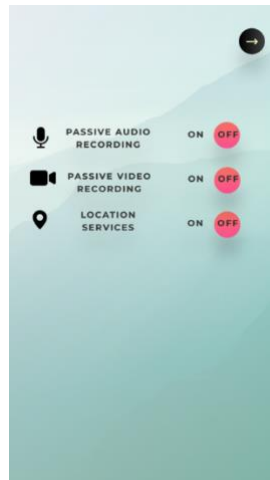 PASSIVE AUDIO
RECORDING
ON OFF
PASSIVE VIDEO
RECORDING
ON OFF
LOCATION
SERVICES
ON OFF